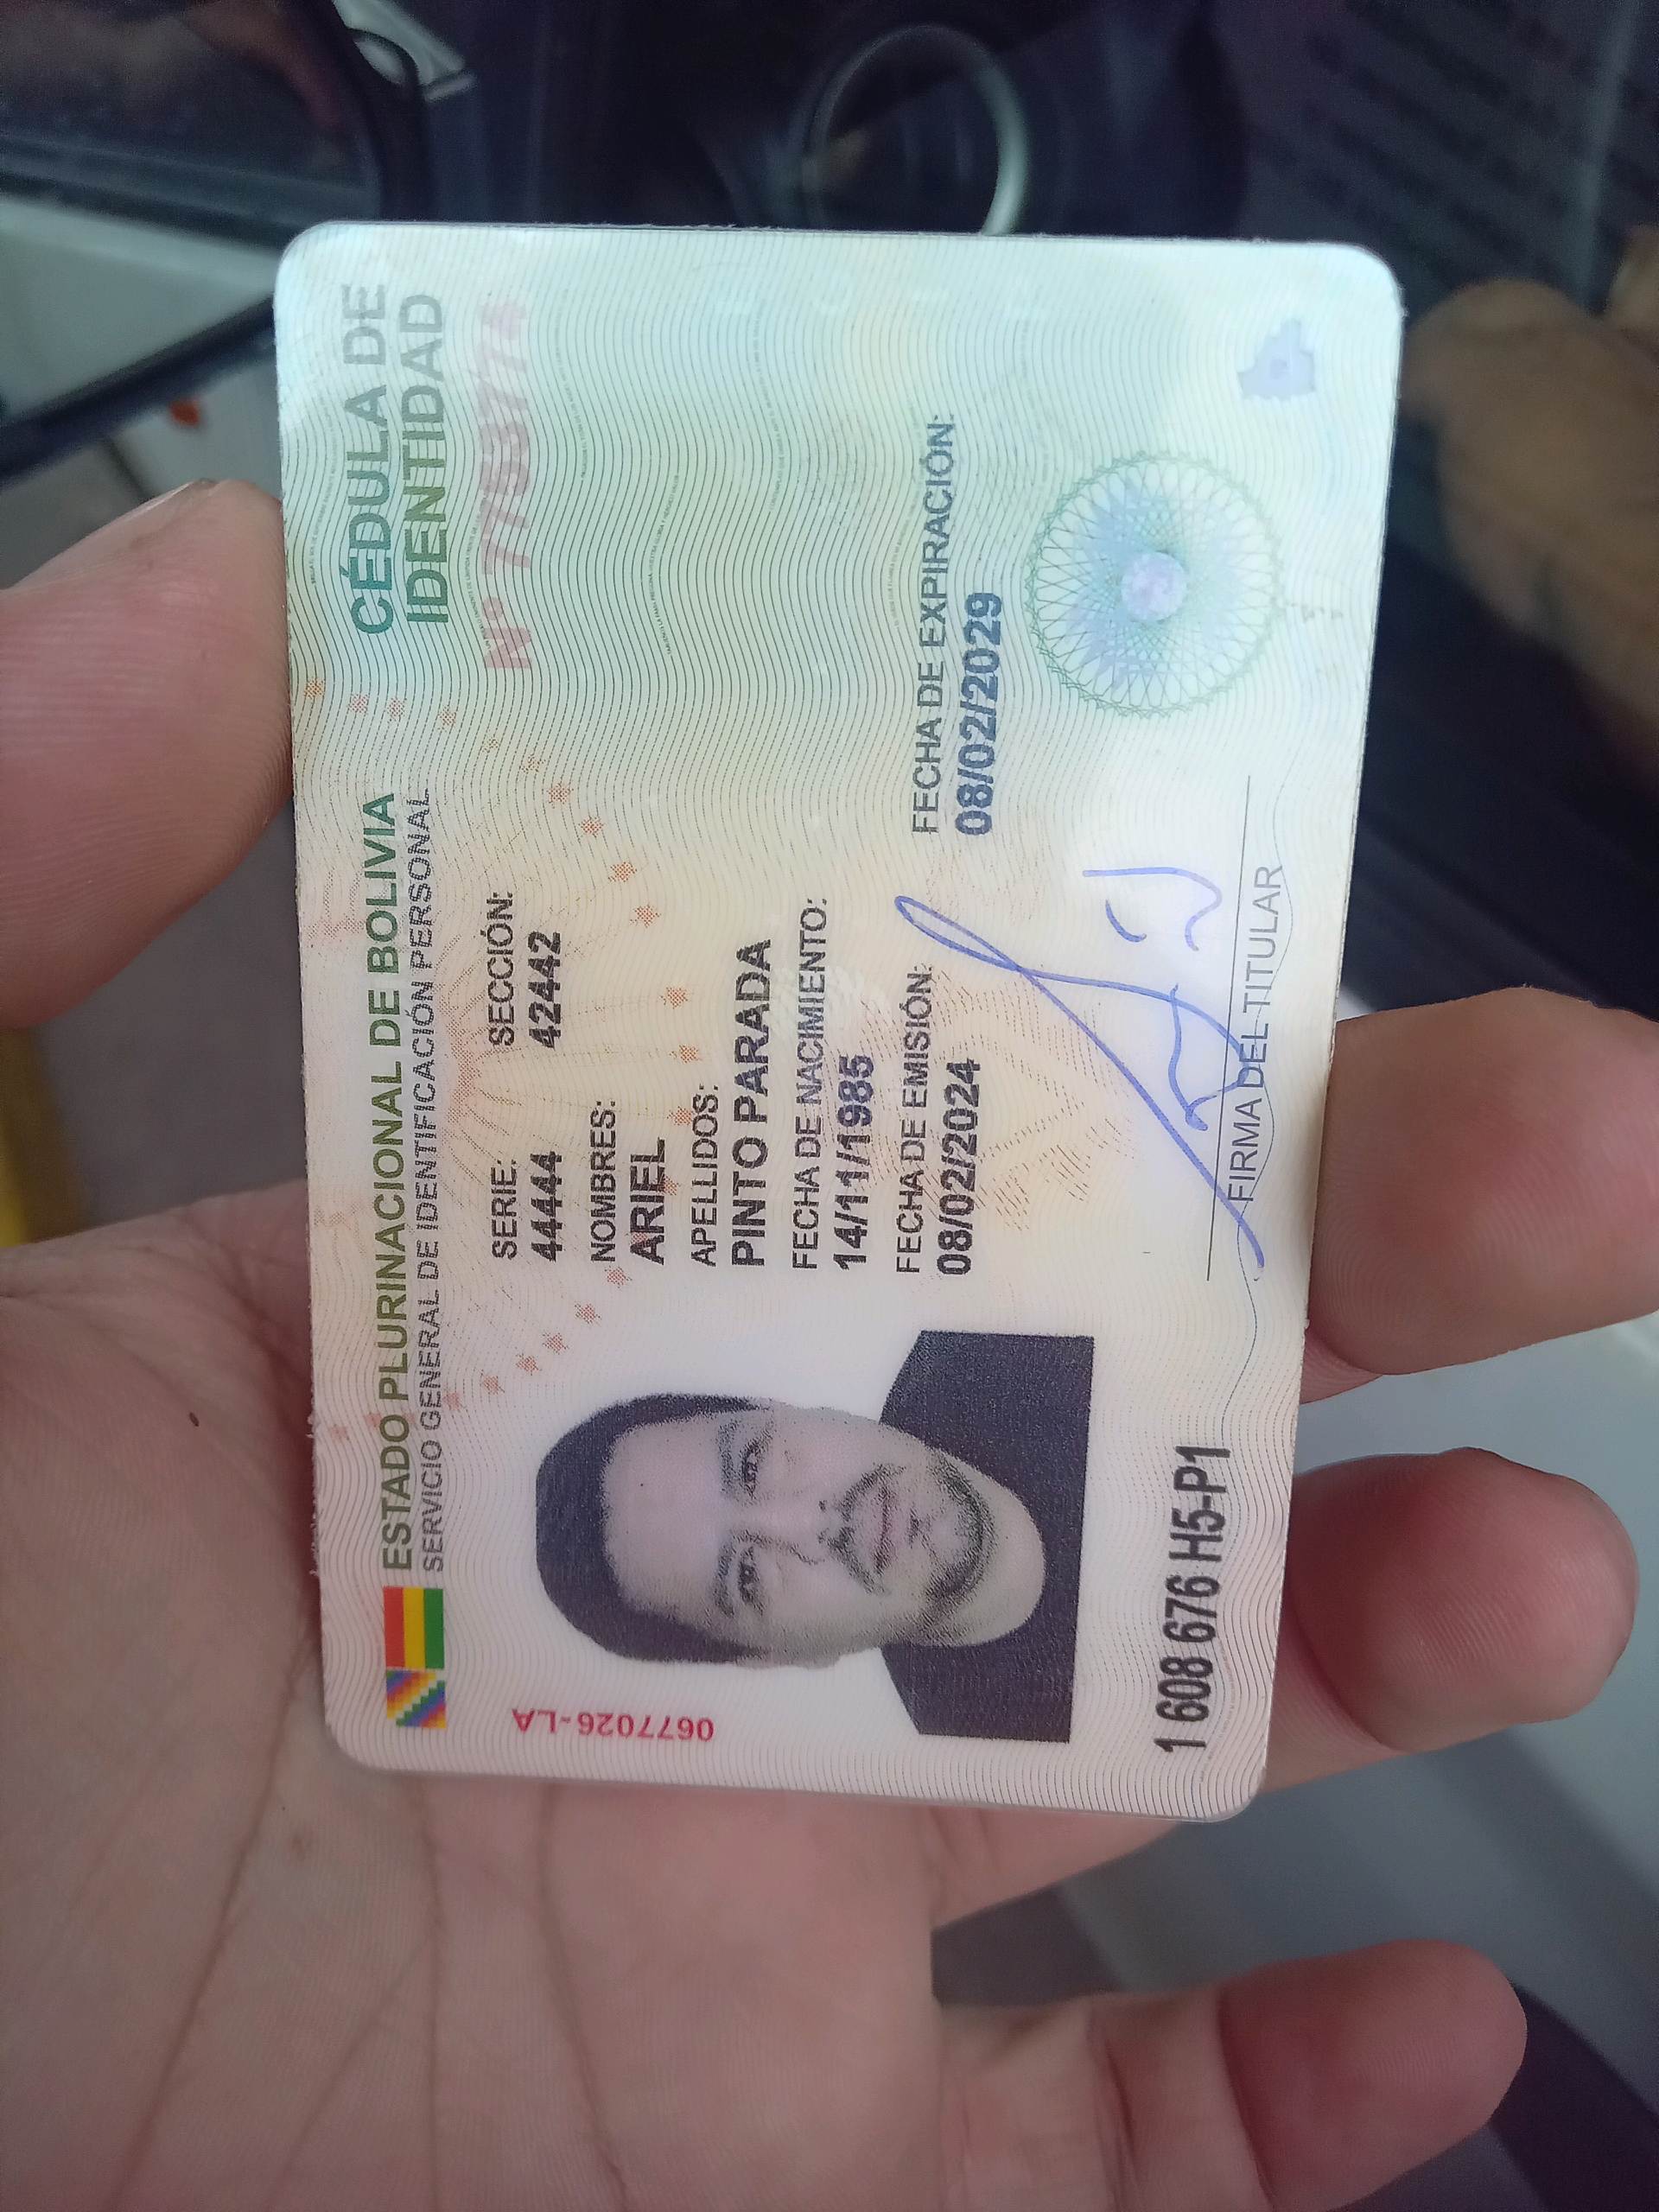 ESTADO PLURINACIONAL DE BOLIVIA
SERVICIO GENERAL DE IDENTIFICACIÓN PERSONAL
CÉDULA DE
IDENTIDAD
Nº
0677026-LA
SERIE: SECCIÓN:
44444 42442
NOMBRES:
ARIEL
APELLIDOS:
PINTO PARADA
FECHA DE NACIMIENTO:
14/11/1985
FECHA DE EMISIÓN: FECHA DE EXPIRACIÓN:
08/02/2024 08/02/2029
1 608 676 H5-P1
FIRMA DEL TITULAR